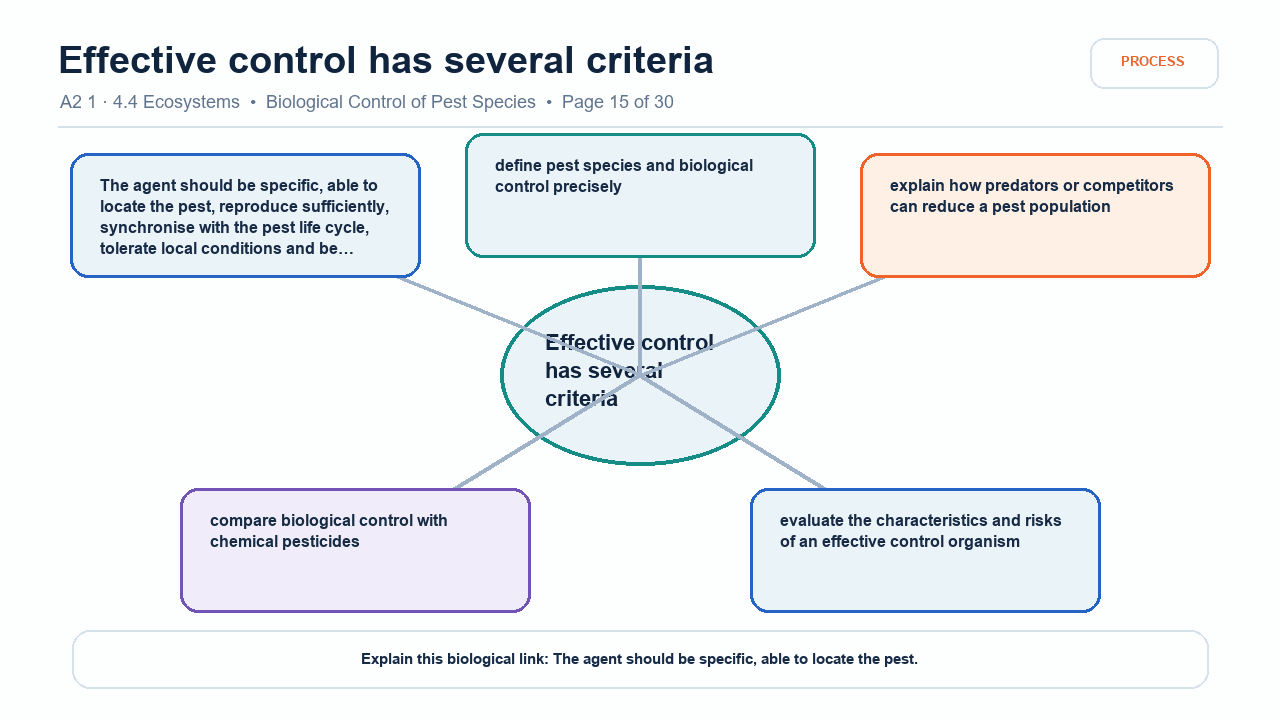 Effective control has several criteria
PROCESS
A2 1 · 4.4 Ecosystems • Biological Control of Pest Species • Page 15 of 30
The agent should be specific, able to
locate the pest, reproduce sufficiently,
synchronise with the pest life cycle,
tolerate local conditions and be…
define pest species and biological
control precisely
explain how predators or competitors
can reduce a pest population
Effective control
has several
criteria
compare biological control with
chemical pesticides
evaluate the characteristics and risks
of an effective control organism
Explain this biological link: The agent should be specific, able to locate the pest.